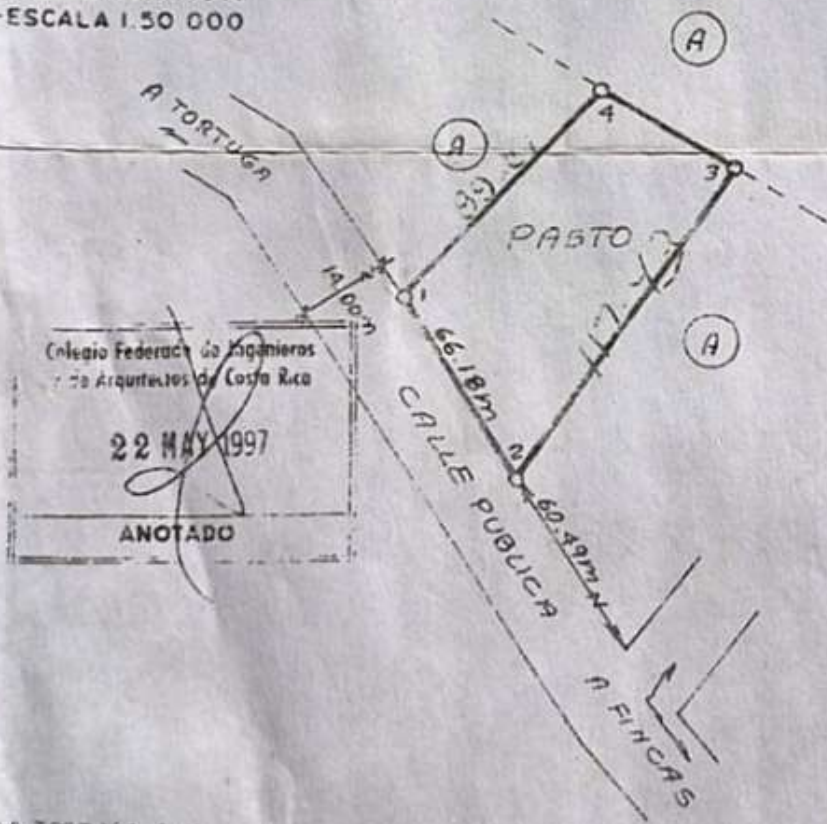 ESCALA 1.50 000
A
A TORTUGA
A
4
3
PASTO
14.00m
1
A
66.18m
Colegio Federado de Ingenieros
y de Arquitectos de Costa Rica
22 MAY 1997
ANOTADO
CALLE PUBLICA
2
60.49m
A FINCAS